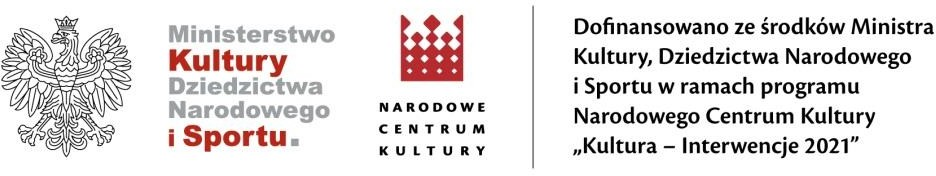 Ministerstwo
Kultury
Dziedzictwa
Narodowego
i Sportu.
NARODOWE
CENTRUM
KULTURY
Dofinansowano ze środków Ministra
Kultury, Dziedzictwa Narodowego
i Sportu w ramach programu
Narodowego Centrum Kultury
„Kultura – Interwencje 2021”